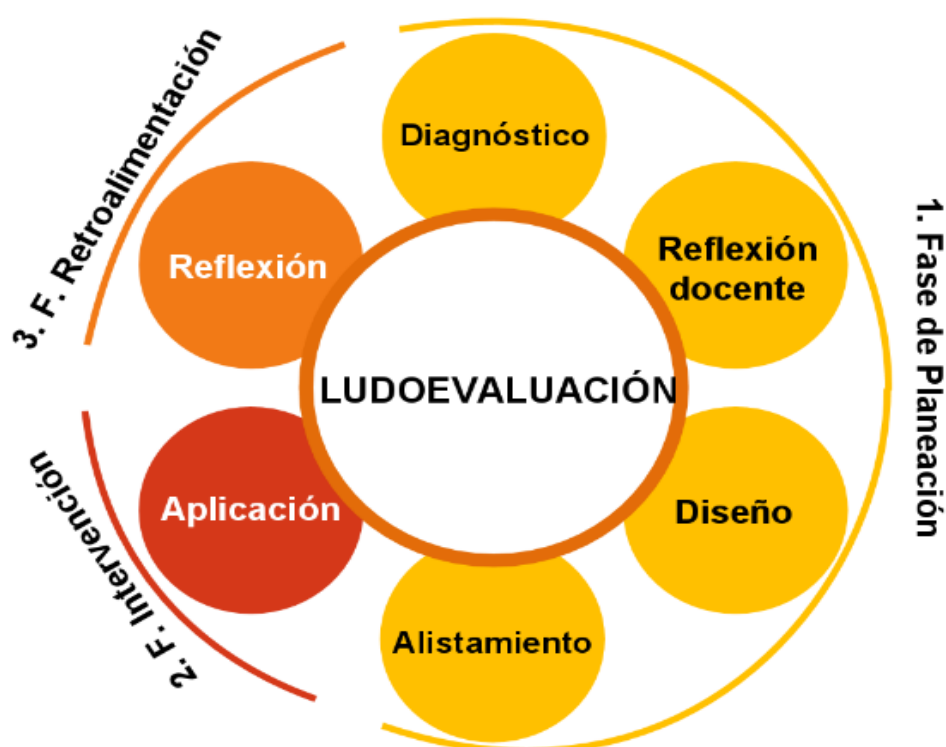 Diagnóstico
Reflexión
docente
Diseño
Alistamiento
Aplicación
Reflexión
LUDOEVALUACIÓN
1. Fase de Planeación
2. F. Intervención
3. F. Retroalimentación